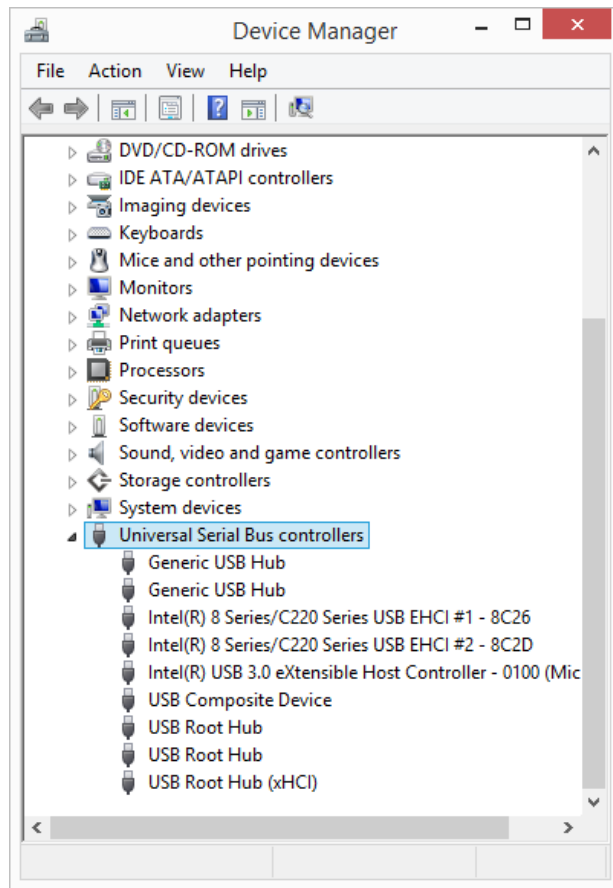 Device Manager
File Action View Help
DVD/CD-ROM drives
IDE ATA/ATAPI controllers
Imaging devices
Keyboards
Mice and other pointing devices
Monitors
Network adapters
Print queues
Processors
Security devices
Software devices
Sound, video and game controllers
Storage controllers
System devices
Universal Serial Bus controllers
Generic USB Hub
Generic USB Hub
Intel(R) 8 Series/C220 Series USB EHCI #1 - 8C26
Intel(R) 8 Series/C220 Series USB EHCI #2 - 8C2D
Intel(R) USB 3.0 eXtensible Host Controller - 0100 (Mic
USB Composite Device
USB Root Hub
USB Root Hub
USB Root Hub (xHCI)